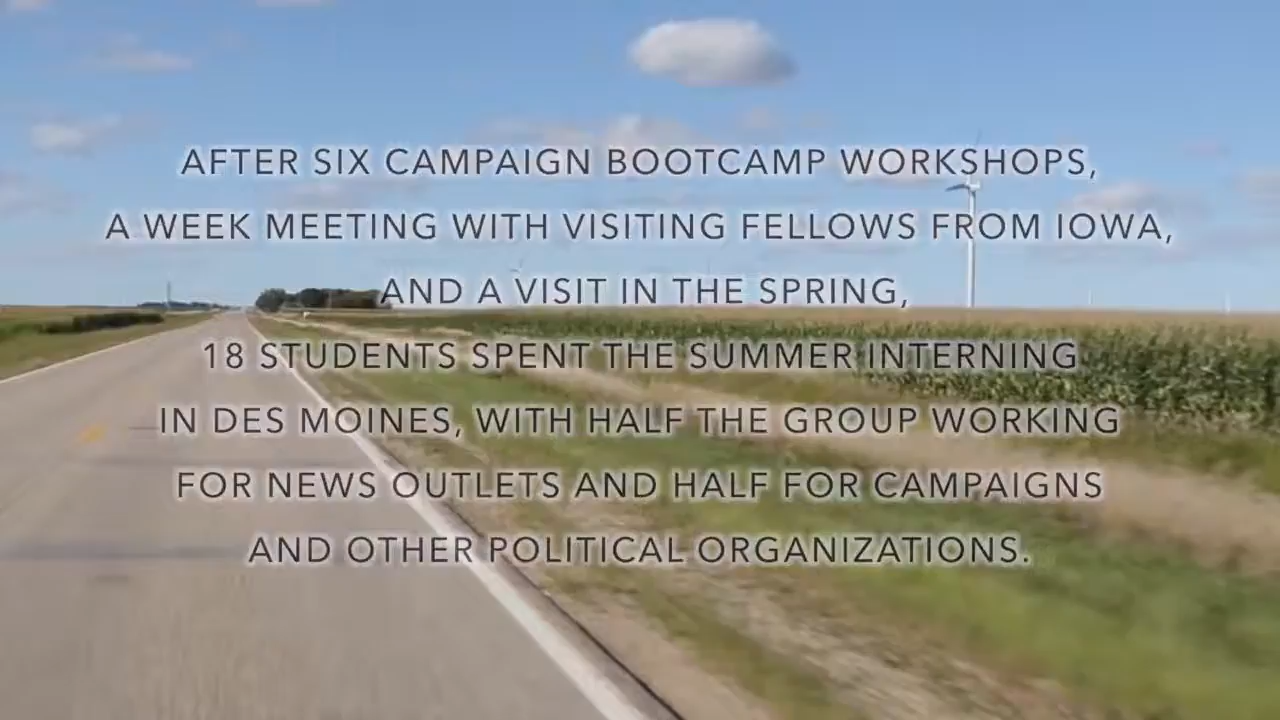 AFTER SIX CAMPAIGN BOOTCAMP WORKSHOPS,
A WEEK MEETING WITH VISITING FELLOWS FROM IOWA,
AND A VISIT IN THE SPRING,
18 STUDENTS SPENT THE SUMMER INTERNING
IN DES MOINES, WITH HALF THE GROUP WORKING
FOR NEWS OUTLETS AND HALF FOR CAMPAIGNS
AND OTHER POLITICAL ORGANIZATIONS.